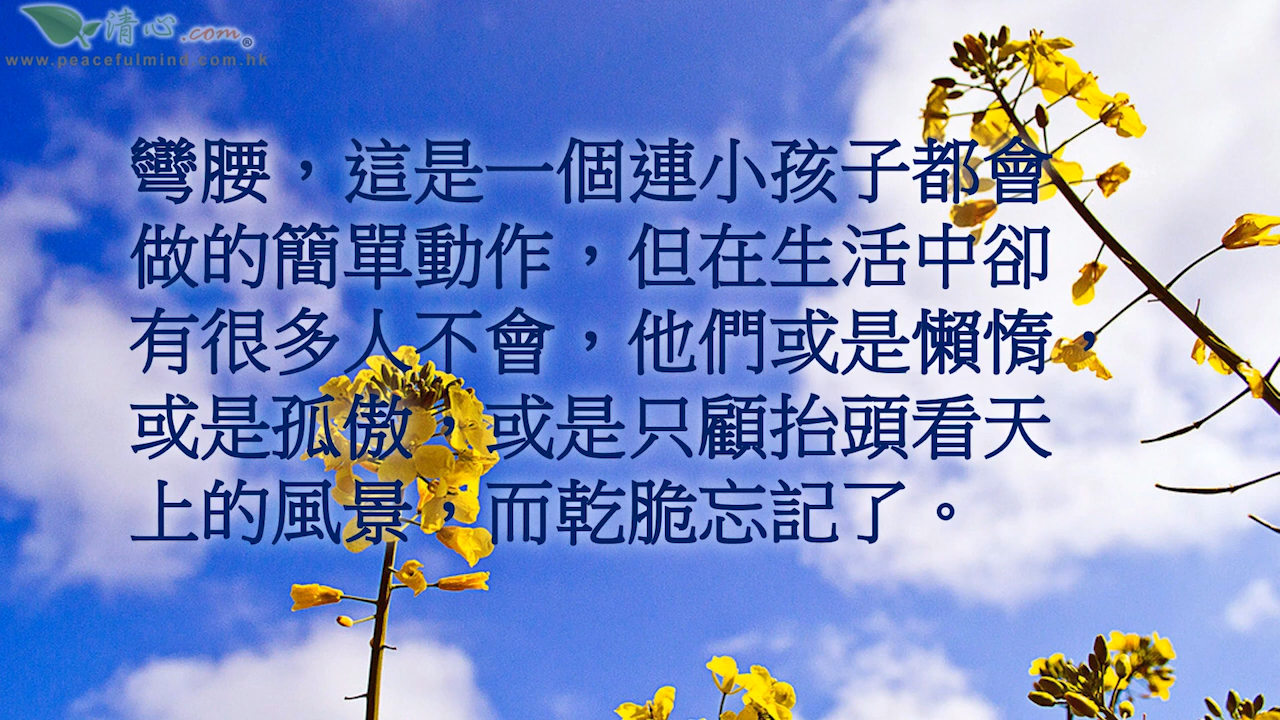 清心.com®
www.peacefulmind.com.hk
彎腰，這是一個連小孩子都會
做的簡單動作，但在生活中卻
有很多人不會，他們或是懶惰，
或是孤傲，或是只顧抬頭看天
上的風景，而乾脆忘記了。